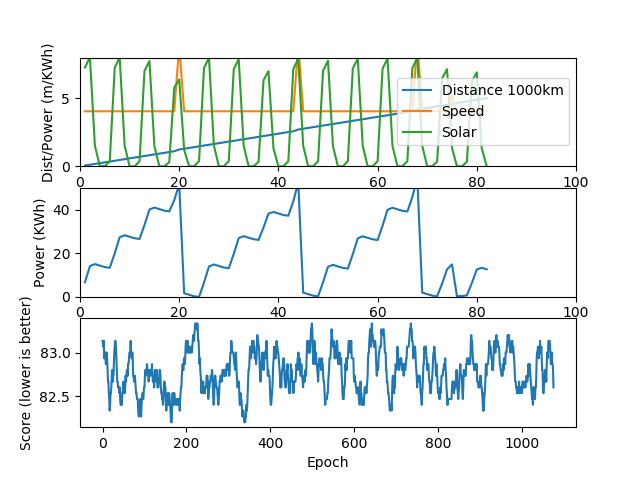 Dist/Power (m/KWh)
5
0
Distance 1000km
Speed
Solar
0 20 40 60 80 100
Power (KWh)
40
20
0
0 20 40 60 80 100
Score (lower is better)
83.0
82.5
0 200 400 600 800 1000
Epoch